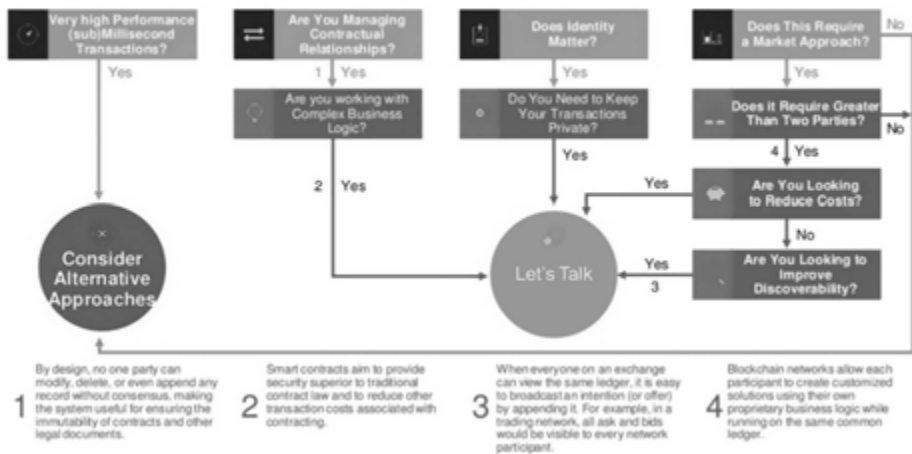 Very high Performance
(sub)Millisecond
Transactions?
Are You Managing
Contractual
Relationships?
Does Identity
Matter?
Does This Require
a Market Approach?
No
Yes
1 Yes
Yes
Yes
Are you working with
Complex Business
Logic?
Do You Need to Keep
Your Transactions
Private?
Does it Require Greater
Than Two Parties?
No
2 Yes
Yes
4 Yes
Yes
Are You Looking
to Reduce Costs?
No
Consider
Alternative
Approaches
Let's Talk
Yes
3
Are You Looking to
Improve
Discoverability?
1
By design, no one party can
modify, delete, or even append any
record without consensus, making
the system useful for ensuring the
immutability of contracts and other
legal documents.
2
Smart contracts aim to provide
security superior to traditional
contract law and to reduce other
transaction costs associated with
contracting.
3
When everyone on an exchange
can view the same ledger, it is easy
to broadcast an intention (or offer)
by appending it. For example, in a
trading network, all ask and bids
would be visible to every network
participant.
4
Blockchain networks allow each
participant to create customized
solutions using their own
proprietary business logic while
running on the same common
ledger.